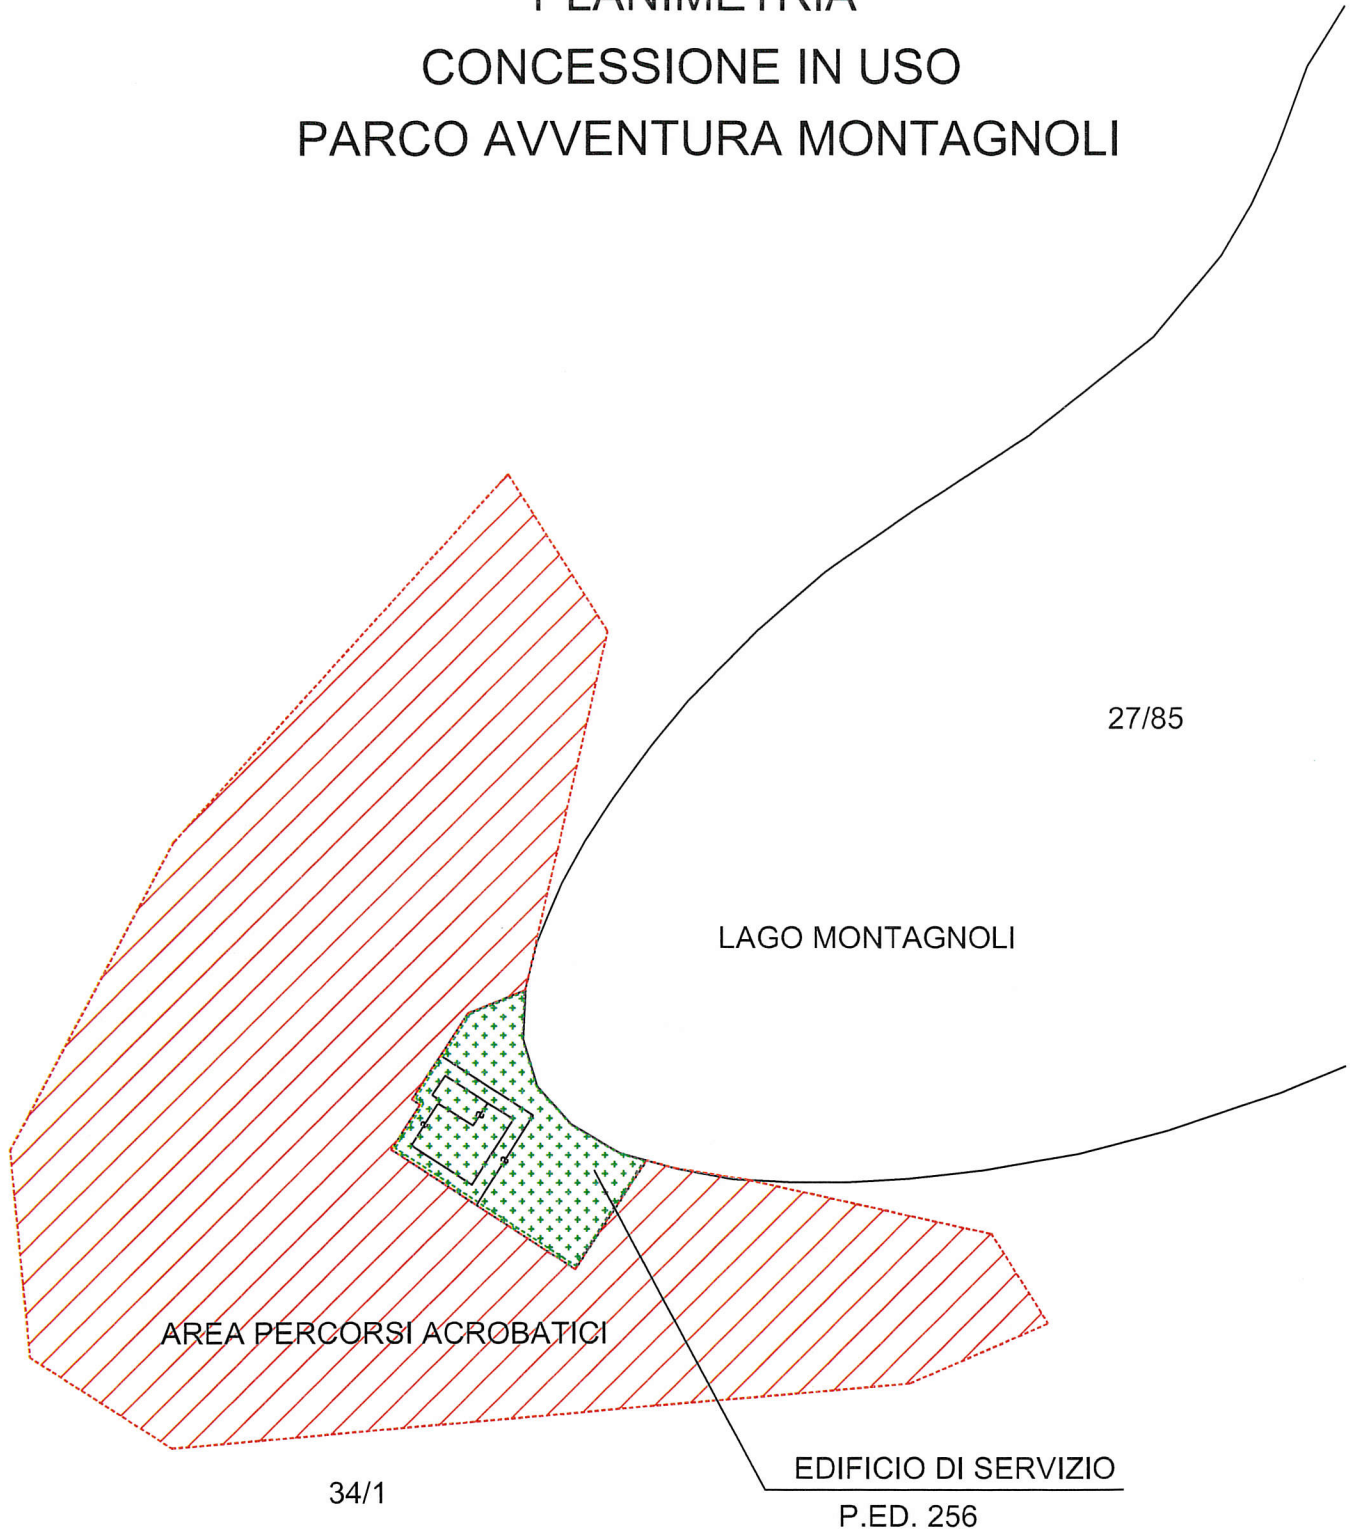 PLANIMETRIA
CONCESSIONE IN USO
PARCO AVVENTURA MONTAGNOLI
27/85
LAGO MONTAGNOLI
AREA PERCORSI ACROBATICI
EDIFICIO DI SERVIZIO
34/1
P.ED. 256